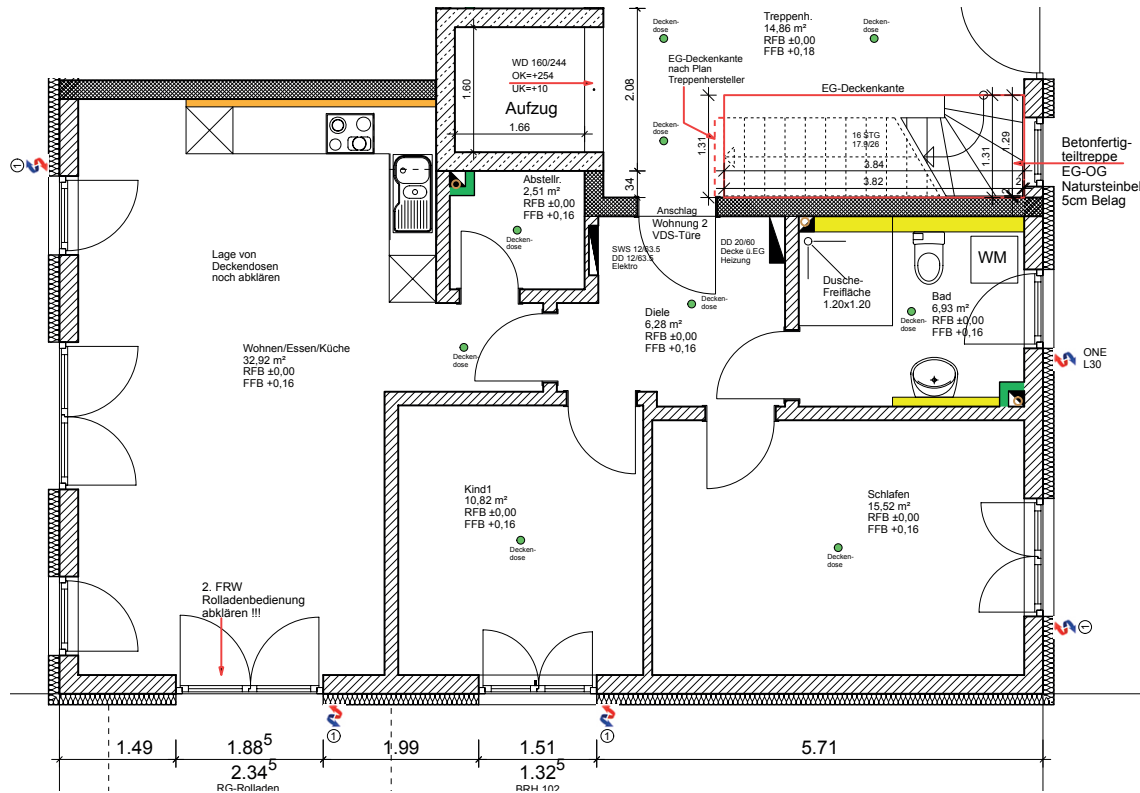 Treppenh.
14,86 m²
RFB ±0,00
FFB +0,18
Decken-
dose
Decken-
dose
EG-Deckenkante
nach Plan
Treppenhersteller
WD 160/244
OK=+254
UK=+10
Aufzug
1.60
1.66
2.08
34
Decken-
dose
EG-Deckenkante
1.31
16 STG
17.9/26
3.84
3.82
1.31
1.29
2
Betonfertig-
teiltreppe
EG-OG
Natursteinbel
5cm Belag
①
Abstellr.
2,51 m²
RFB ±0,00
FFB +0,16
Decken-
dose
Anschlag
Wohnung 2
VDS-Türe
SWS 12/63.5
DD 12/63.5
Elektro
DD 20/60
Decke ü.EG
Heizung
Lage von
Deckendosen
noch abklären
Dusche-
Freifläche
1.20x1.20
WM
Bad
6,93 m²
RFB ±0,00
FFB +0,16
Decken-
dose
Diele
6,28 m²
RFB ±0,00
FFB +0,16
Decken-
dose
Wohnen/Essen/Küche
32,92 m²
RFB ±0,00
FFB +0,16
Decken-
dose
ONE
L30
Kind1
10,82 m²
RFB ±0,00
FFB +0,16
Decken-
dose
Schlafen
15,52 m²
RFB ±0,00
FFB +0,16
Decken-
dose
2. FRW
Rolladenbedienung
abklären !!!
①
①
①
1.49
1.88⁵
1.99
1.51
5.71
2.34⁵
1.32⁵
RG-Rolladen
BRH 102